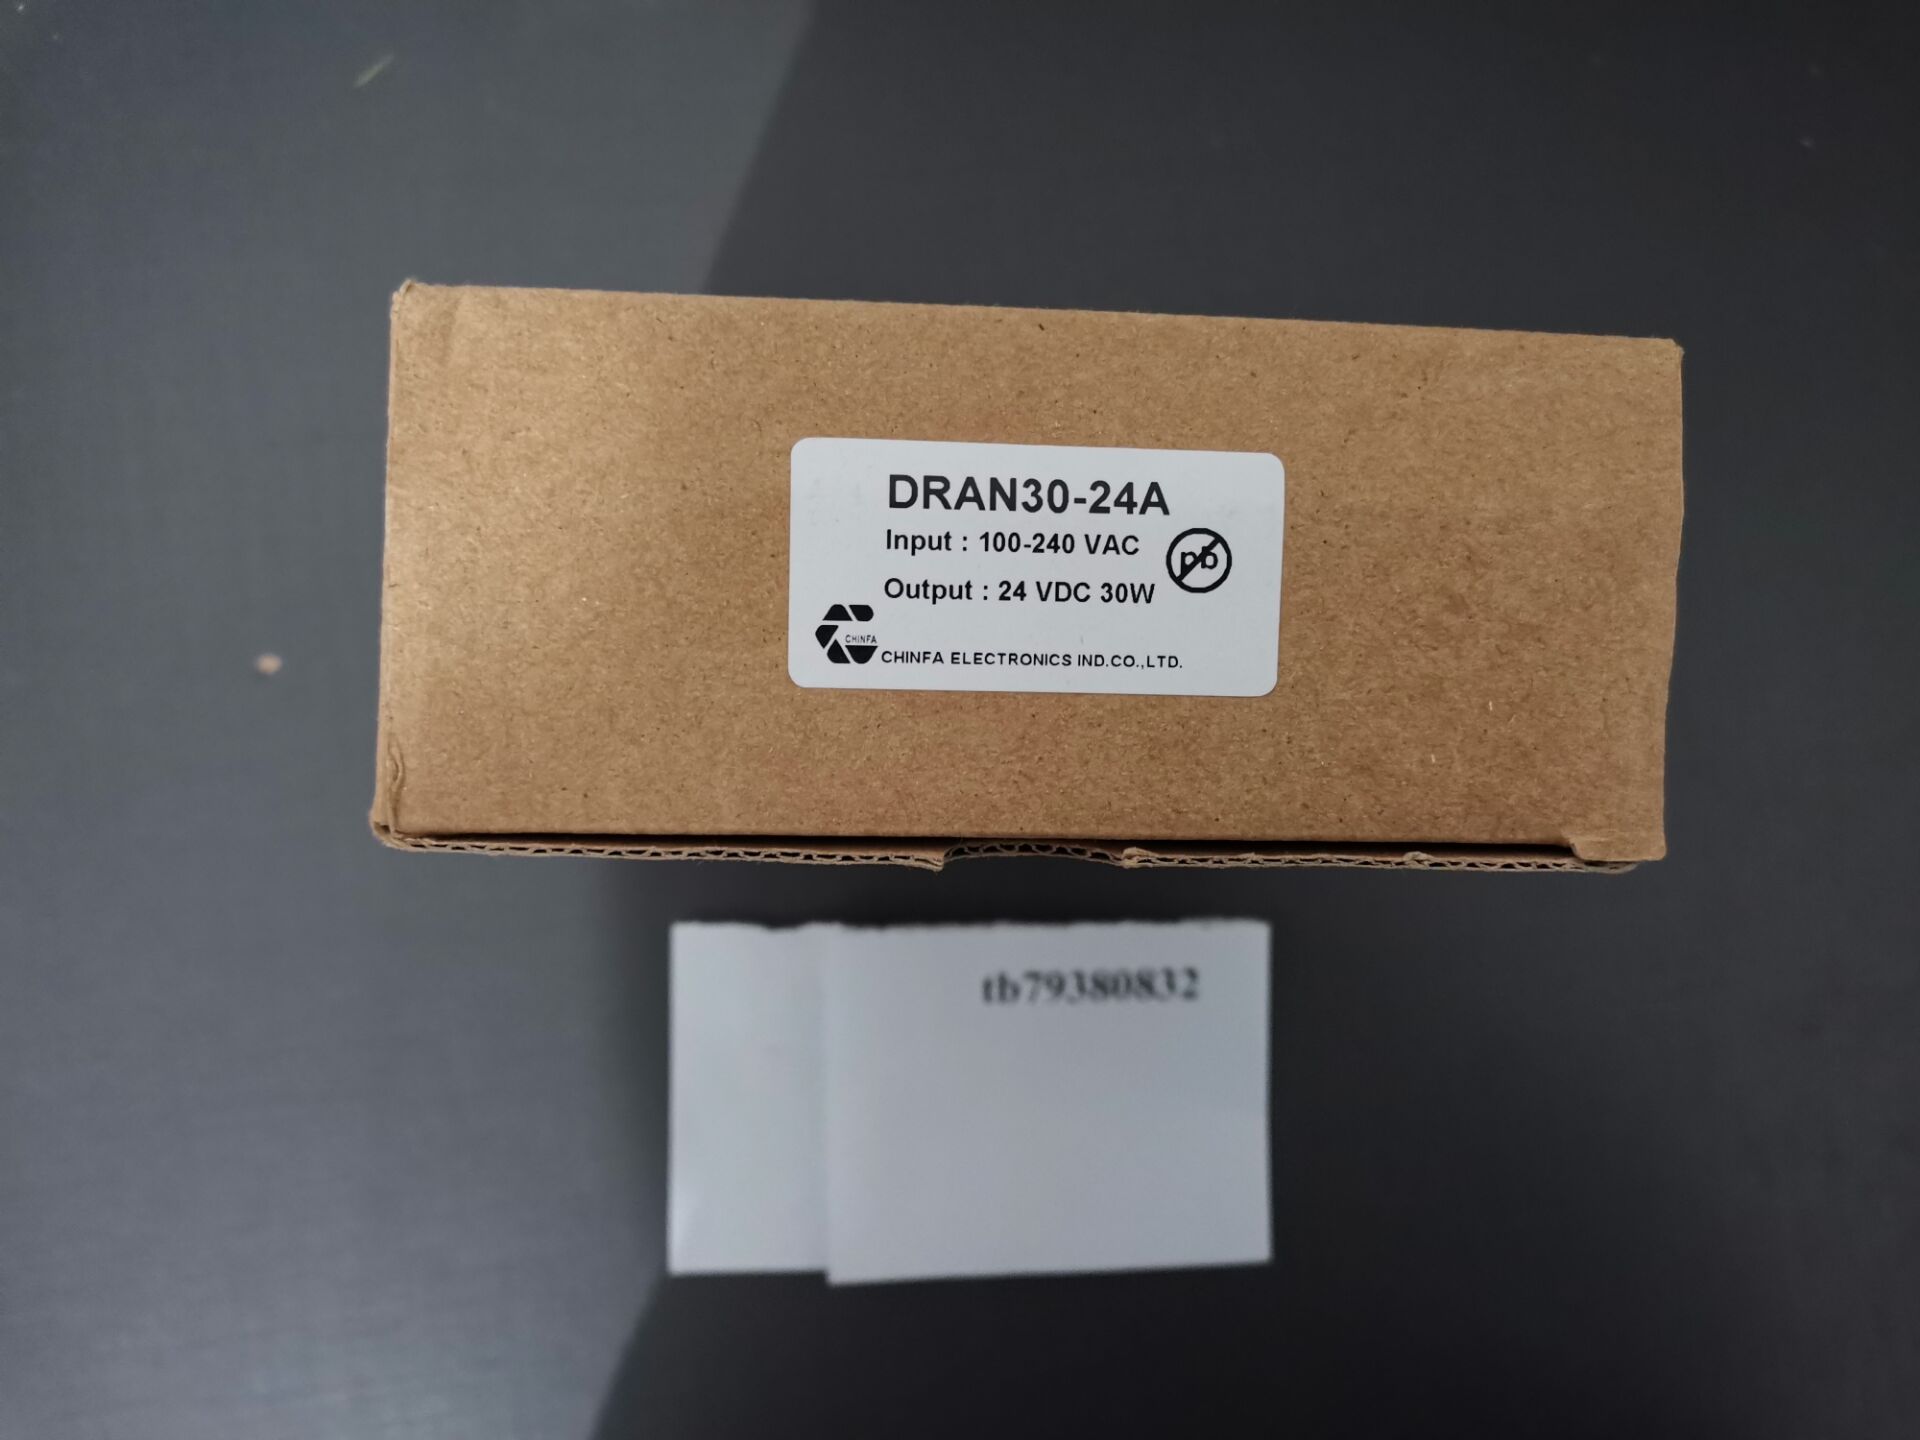 DRAN30-24A
Input : 100-240 VAC
pb
Output : 24 VDC 30W
CHINFA
CHINFA ELECTRONICS IND.CO.,LTD.
tb79380832